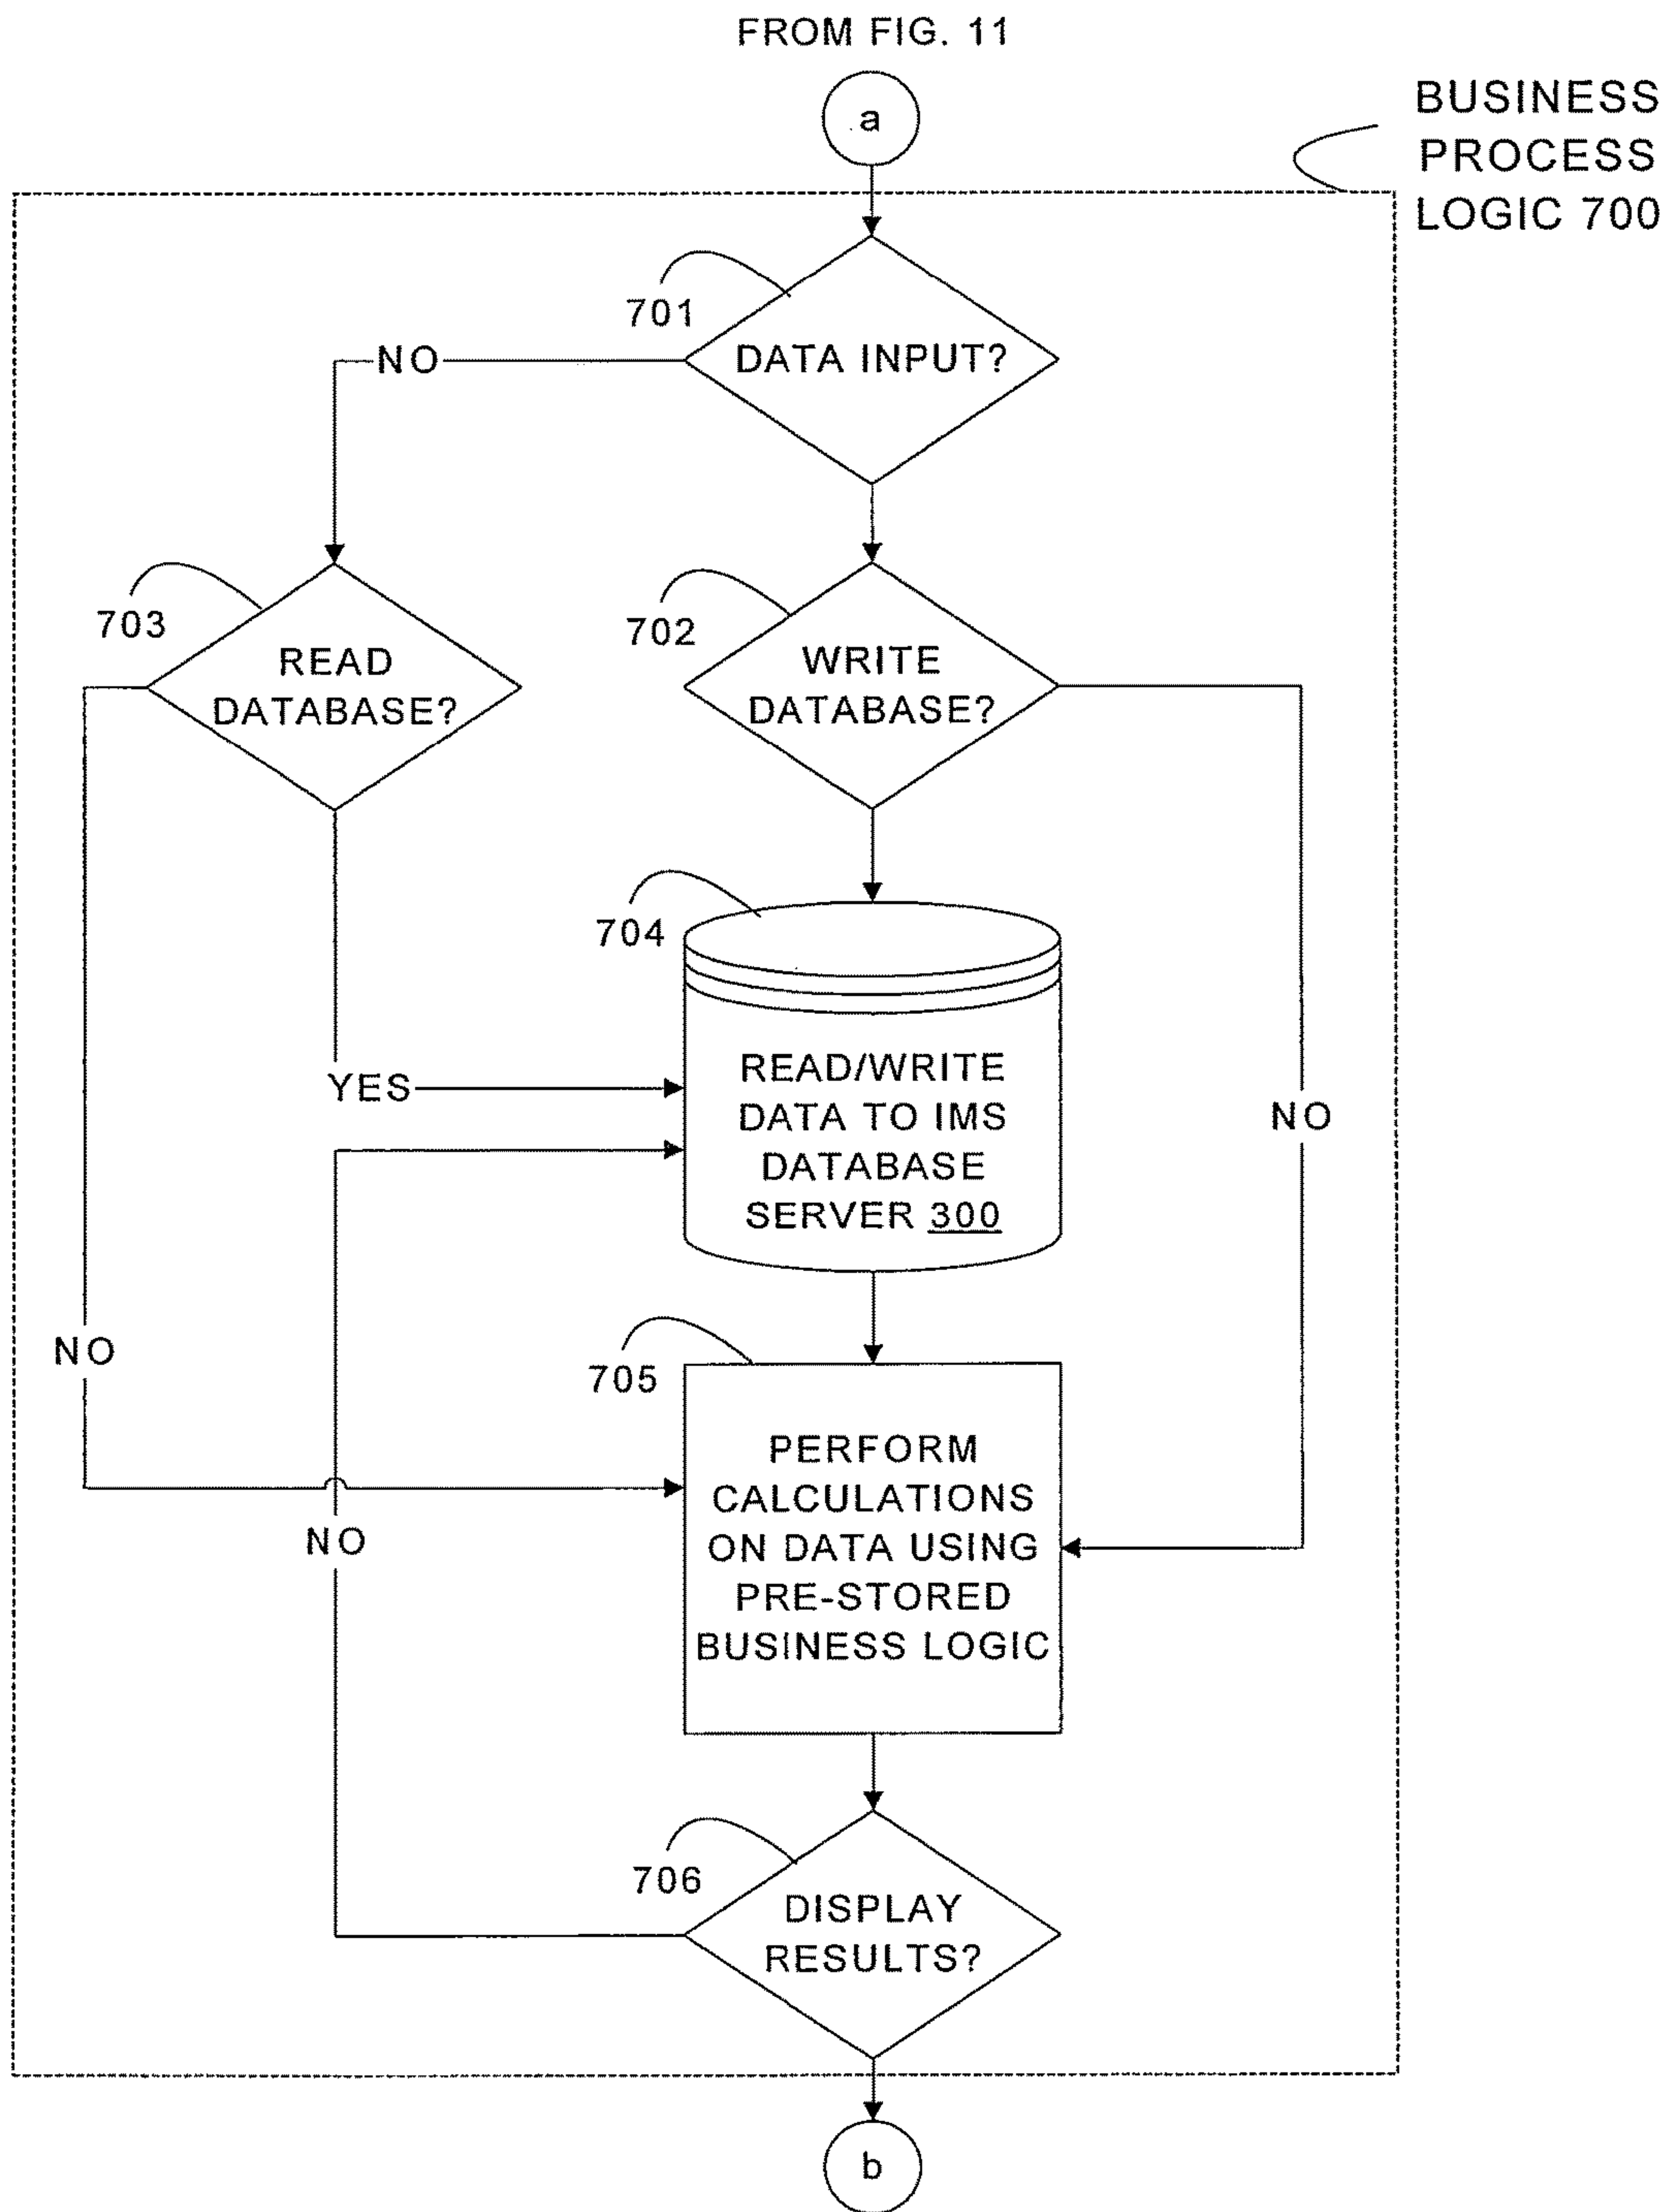 FROM FIG. 11
a
BUSINESS
PROCESS
LOGIC 700
701
DATA INPUT?
NO
703
READ
DATABASE?
702
WRITE
DATABASE?
704
READ/WRITE
DATA TO IMS
DATABASE
SERVER 300
YES
NO
NO
705
PERFORM
CALCULATIONS
ON DATA USING
PRE-STORED
BUSINESS LOGIC
NO
706
DISPLAY
RESULTS?
b